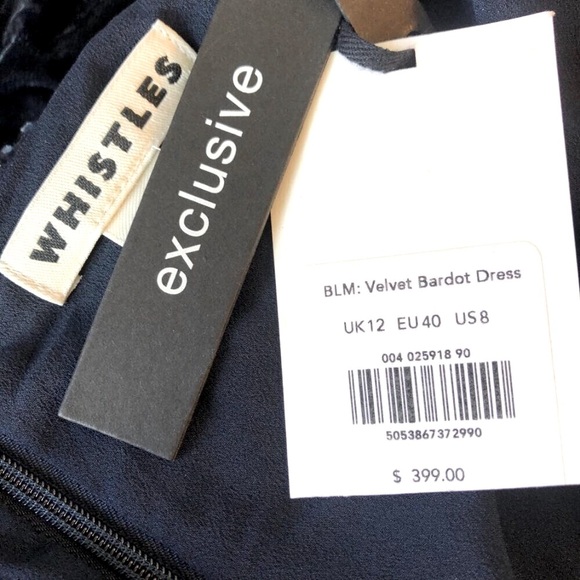 WHISTLES
exclusive
BLM: Velvet Bardot Dress
UK12 EU40 US8
004 025918 90
5053867372990
$ 399.00